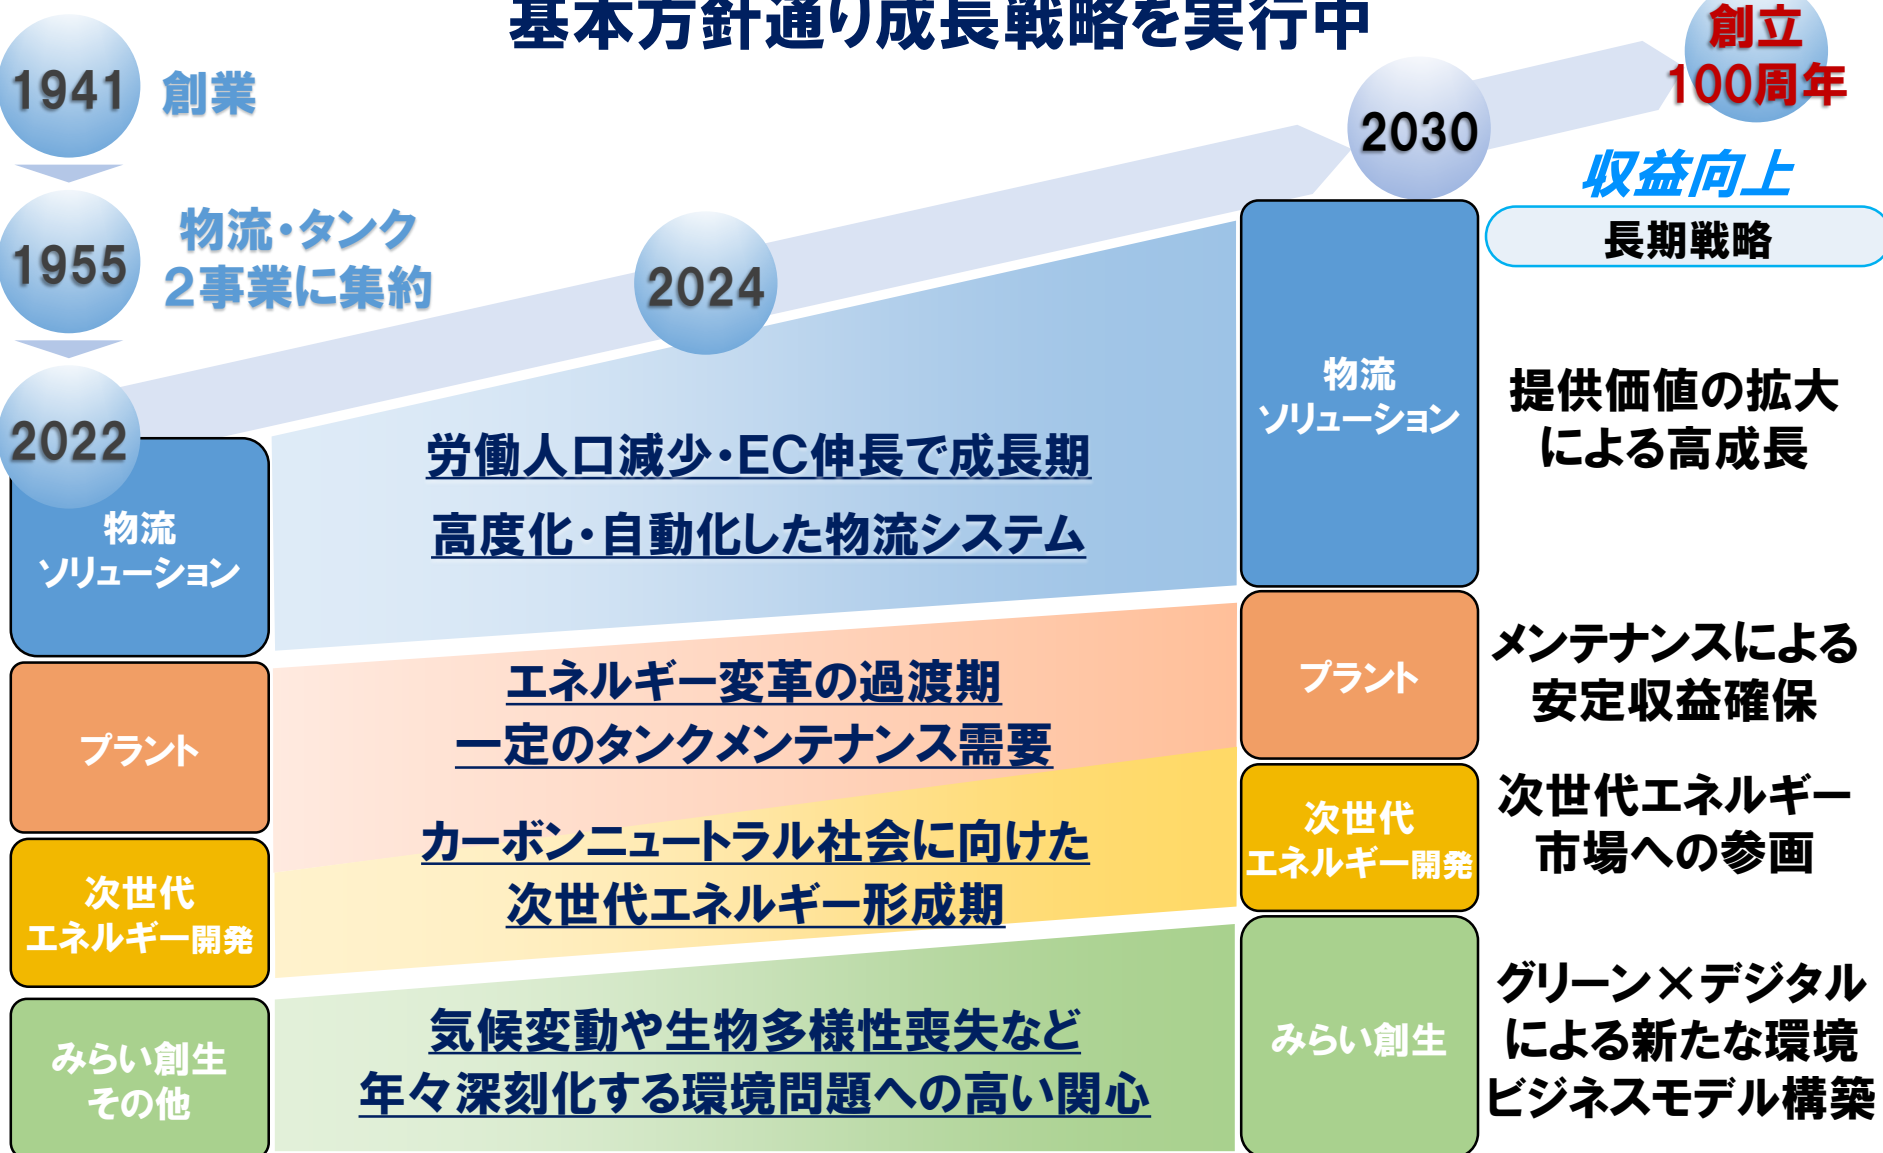 基本方針通り成長戦略を実行中
1941 創業
1955
物流・タンク
2事業に集約
2022
2024
2030
創立
100周年
収益向上
長期戦略
物流
ソリューション
労働人口減少・EC伸長で成長期
高度化・自動化した物流システム
物流
ソリューション
提供価値の拡大
による高成長
プラント
エネルギー変革の過渡期
一定のタンクメンテナンス需要
プラント
メンテナンスによる
安定収益確保
次世代
エネルギー開発
カーボンニュートラル社会に向けた
次世代エネルギー形成期
次世代
エネルギー開発
次世代エネルギー
市場への参画
みらい創生
その他
気候変動や生物多様性喪失など
年々深刻化する環境問題への高い関心
みらい創生
グリーン×デジタル
による新たな環境
ビジネスモデル構築